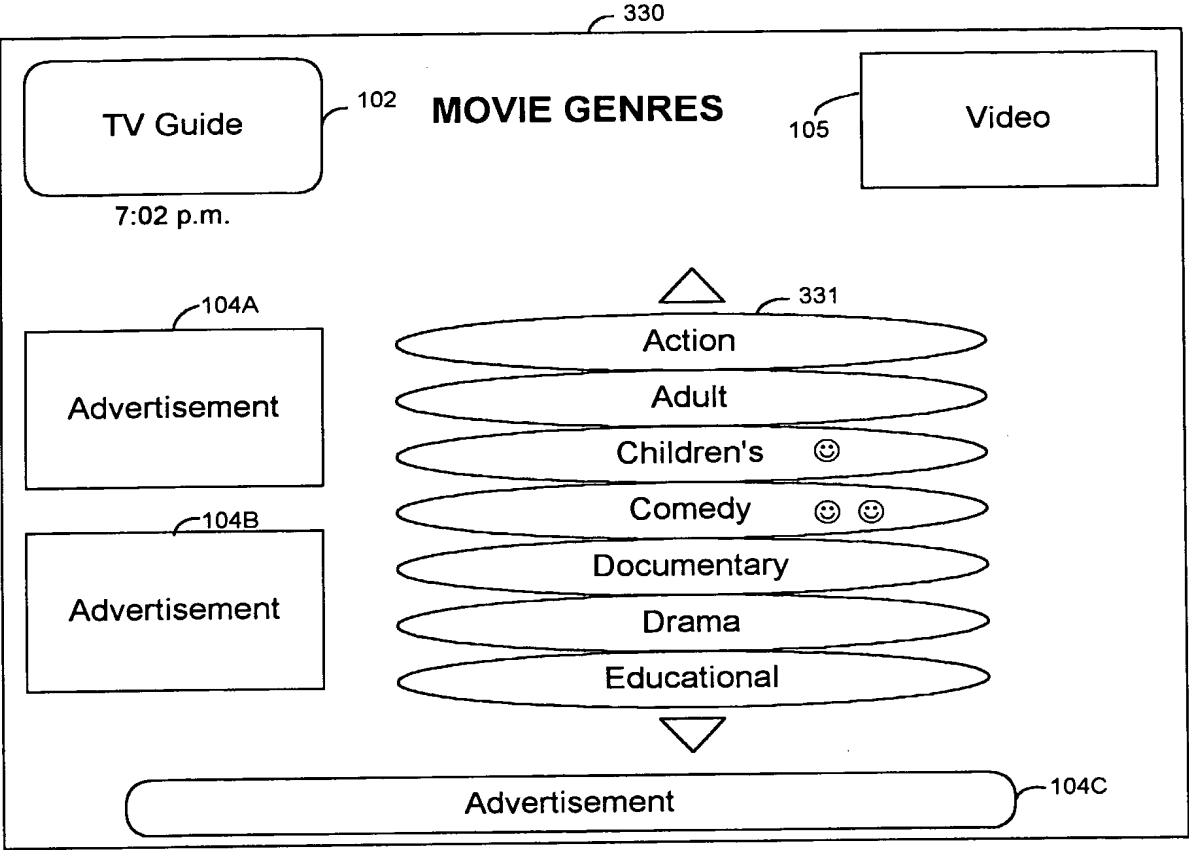 330
TV Guide
102
MOVIE GENRES
105
Video
7:02 p.m.
104A
Advertisement
104B
Advertisement
331
Action
Adult
Children's ☺
Comedy ☺ ☺
Documentary
Drama
Educational
Advertisement
104C